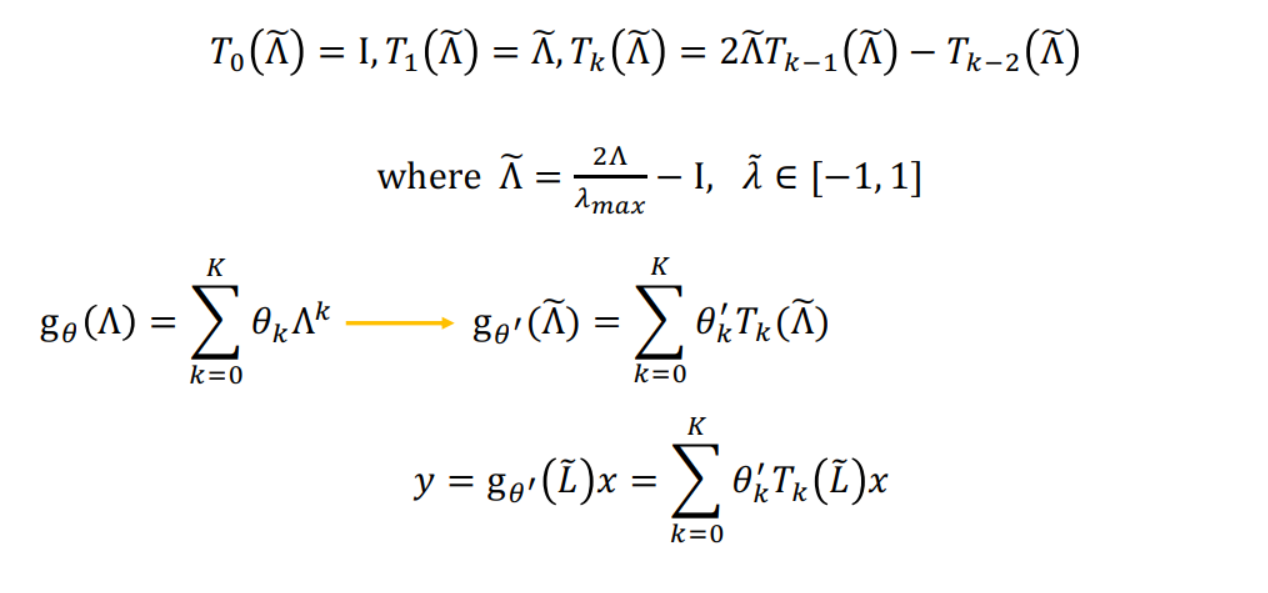 T₀(Λ̃) = I, T₁(Λ̃) = Λ̃, Tₖ(Λ̃) = 2Λ̃Tₖ₋₁(Λ̃) − Tₖ₋₂(Λ̃)
where Λ̃ = 2Λ/λ_max − I, λ̃ ∈ [−1, 1]
g_θ(Λ) = ∑_{k=0}^{K} θₖΛᵏ ⟶ g_θ′(Λ̃) = ∑_{k=0}^{K} θ′ₖTₖ(Λ̃)
y = g_θ′(L̃)x = ∑_{k=0}^{K} θ′ₖTₖ(L̃)x